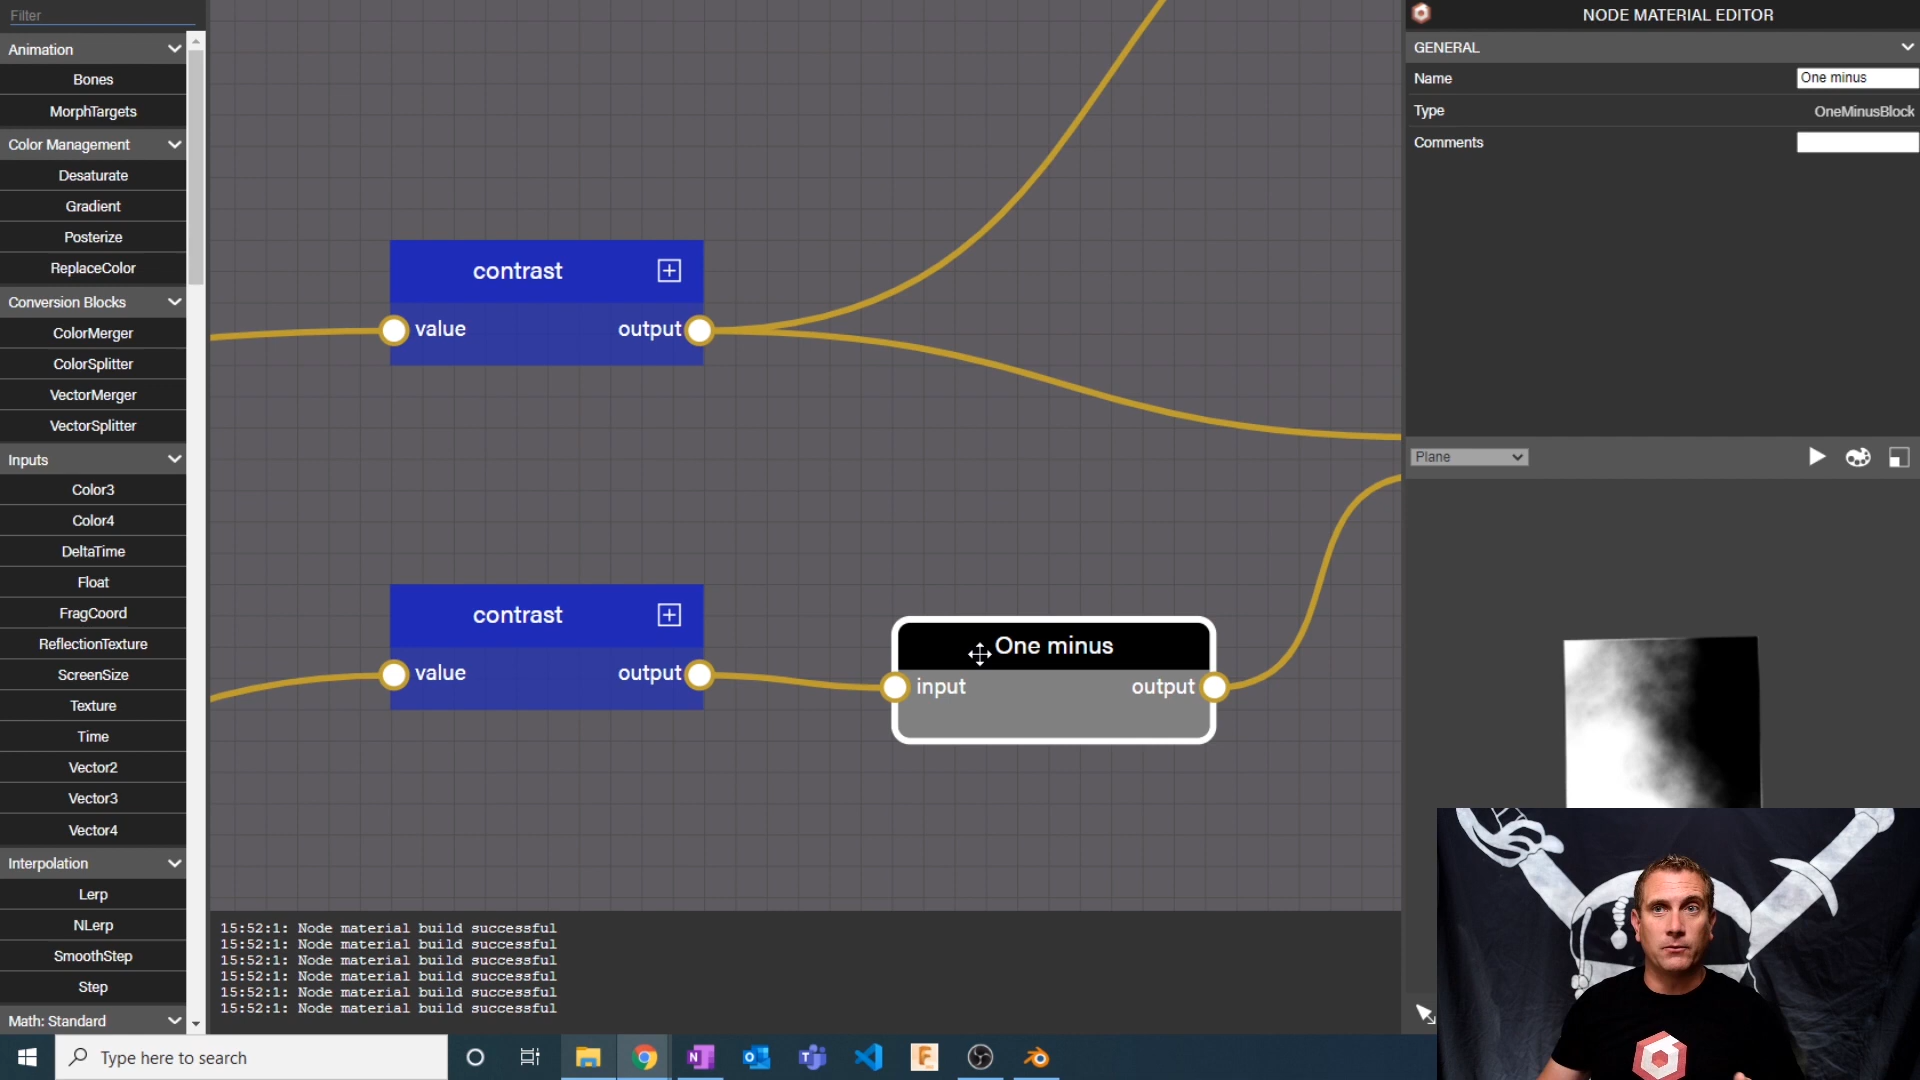 Filter
Animation
Bones
MorphTargets
Color Management
Desaturate
Gradient
Posterize
ReplaceColor
Conversion Blocks
ColorMerger
ColorSplitter
VectorMerger
VectorSplitter
Inputs
Color3
Color4
DeltaTime
Float
FragCoord
ReflectionTexture
ScreenSize
Texture
Time
Vector2
Vector3
Vector4
Interpolation
Lerp
NLerp
SmoothStep
Step
Math: Standard
contrast
value output
contrast
value output
One minus
input output
15:52:1: Node material build successful
15:52:1: Node material build successful
15:52:1: Node material build successful
15:52:1: Node material build successful
15:52:1: Node material build successful
15:52:1: Node material build successful
NODE MATERIAL EDITOR
GENERAL
Name One minus
Type OneMinusBlock
Comments
Plane
Type here to search